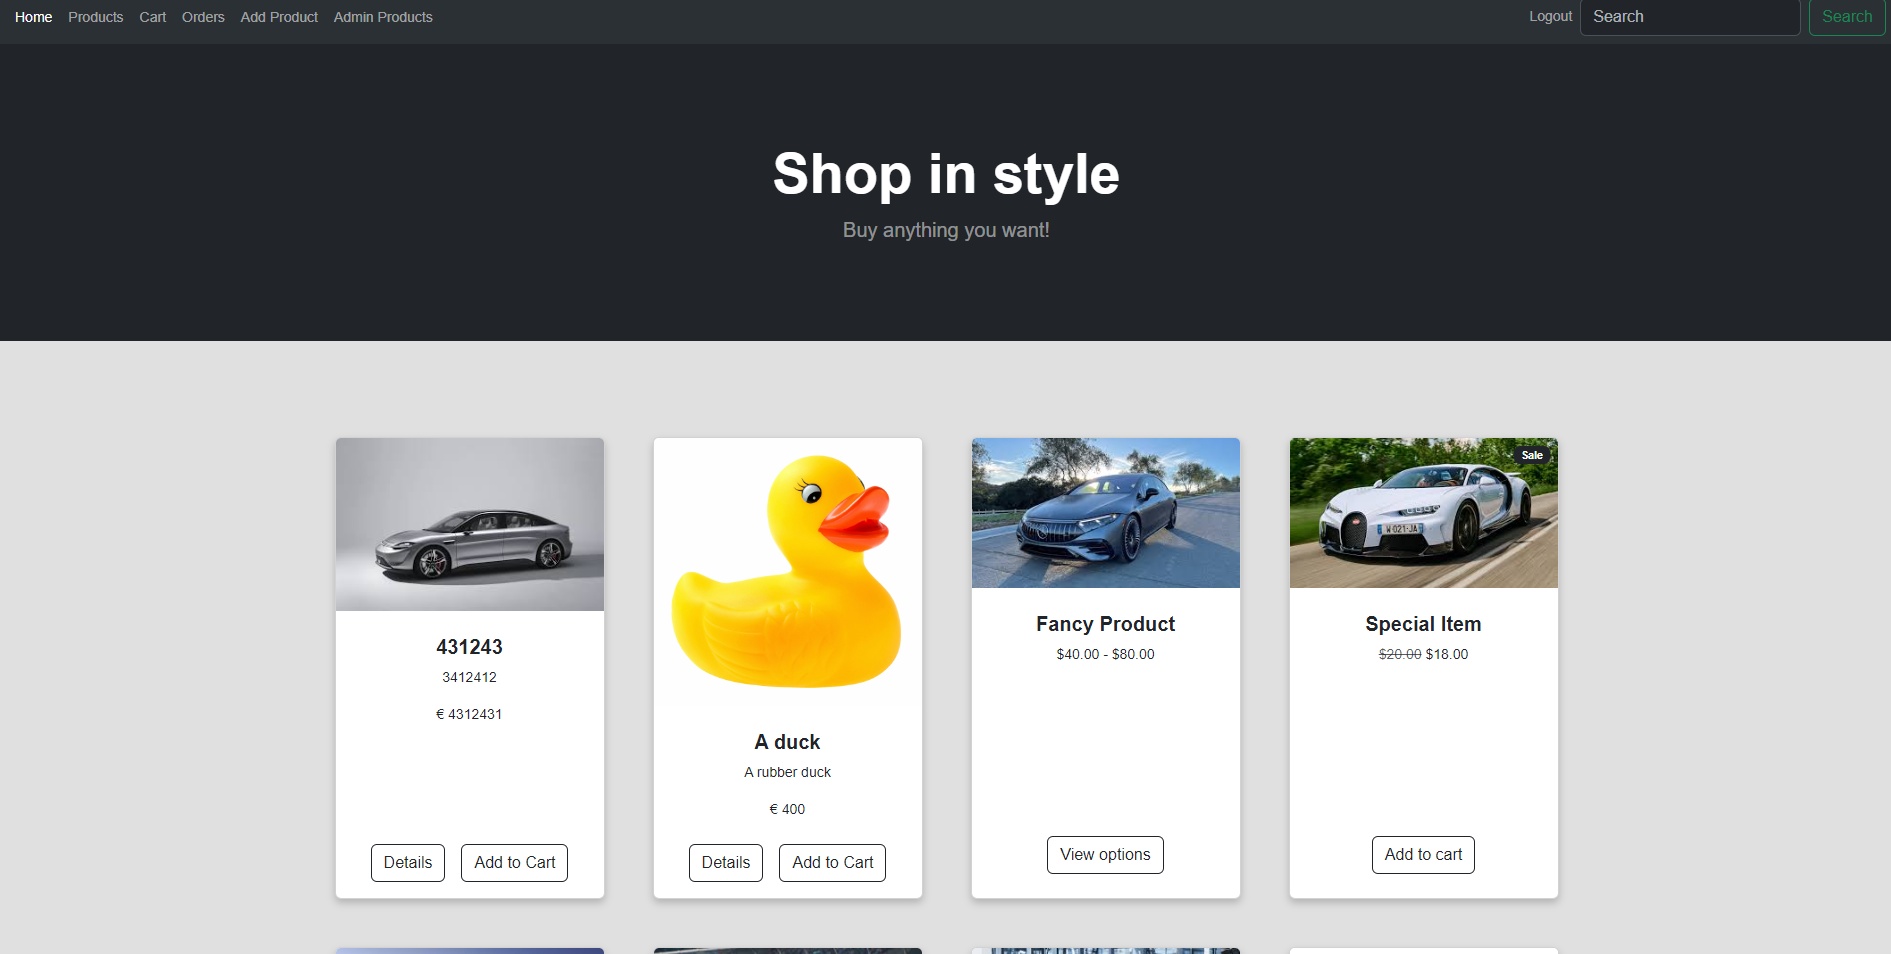 Home Products Cart Orders Add Product Admin Products Logout Search Search
Shop in style
Buy anything you want!
431243
3412412
€ 4312431
Details Add to Cart
A duck
A rubber duck
€ 400
Details Add to Cart
Fancy Product
$40.00 - $80.00
View options
Sale
W 021-JA
Special Item
$20.00 $18.00
Add to cart